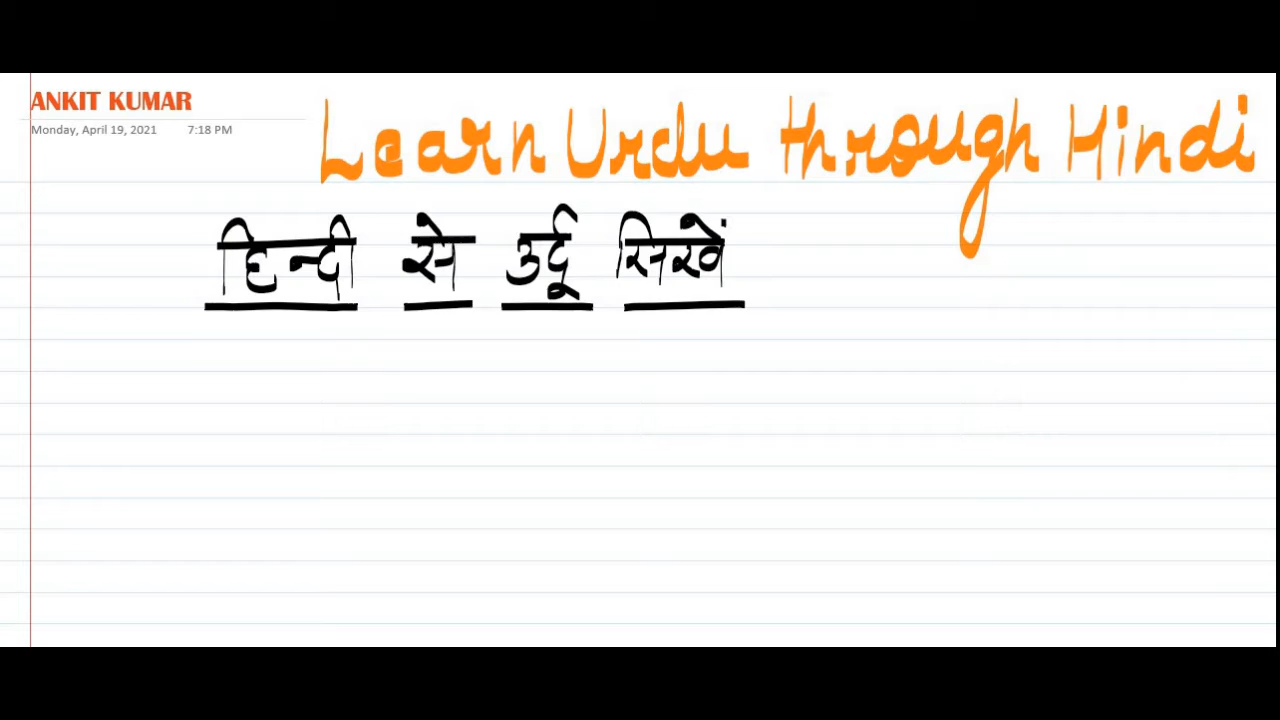 ANKIT KUMAR
Monday, April 19, 2021 7:18 PM
Learn Urdu through Hindi
हिन्दी से उर्दू सिखें